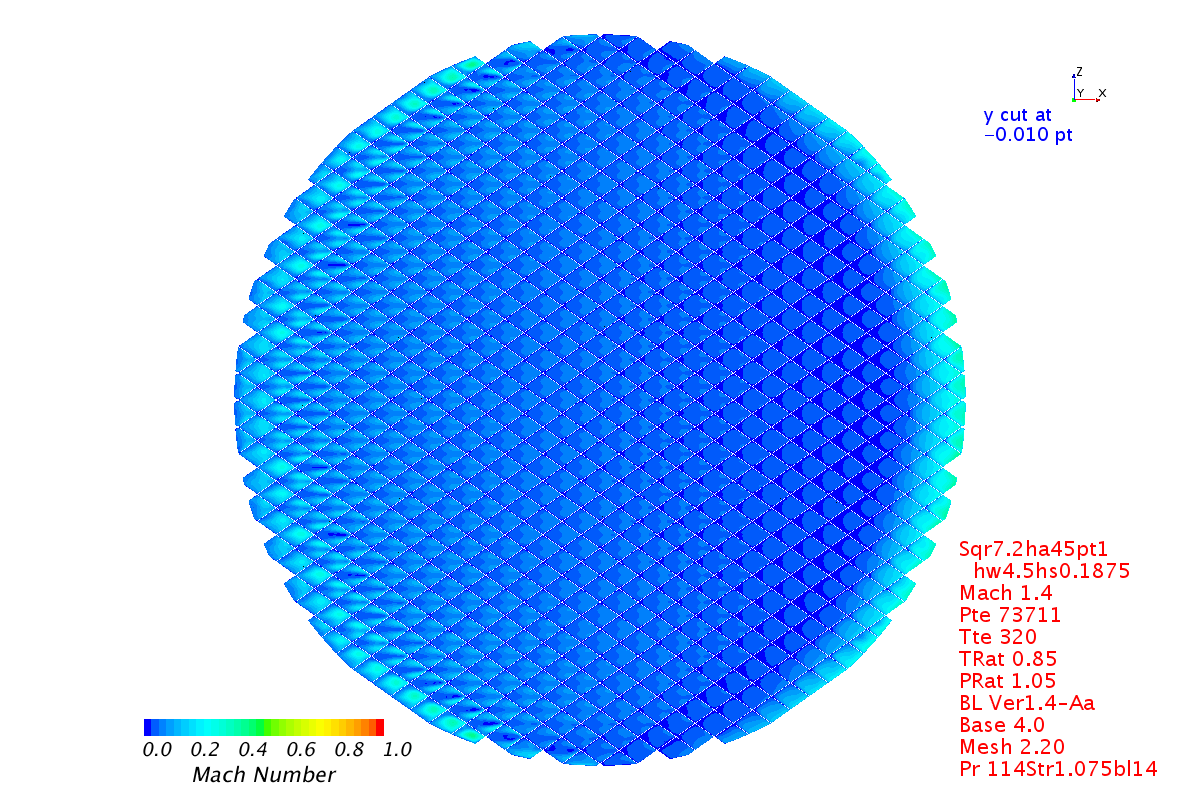 Z
Y X
y cut at
−0.010 pt
Sqr7.2ha45pt1
hw4.5hs0.1875
Mach 1.4
Pte 73711
Tte 320
TRat 0.85
PRat 1.05
BL Ver1.4−Aa
Base 4.0
Mesh 2.20
Pr 114Str1.075bl14
0.0 0.2 0.4 0.6 0.8 1.0
Mach Number